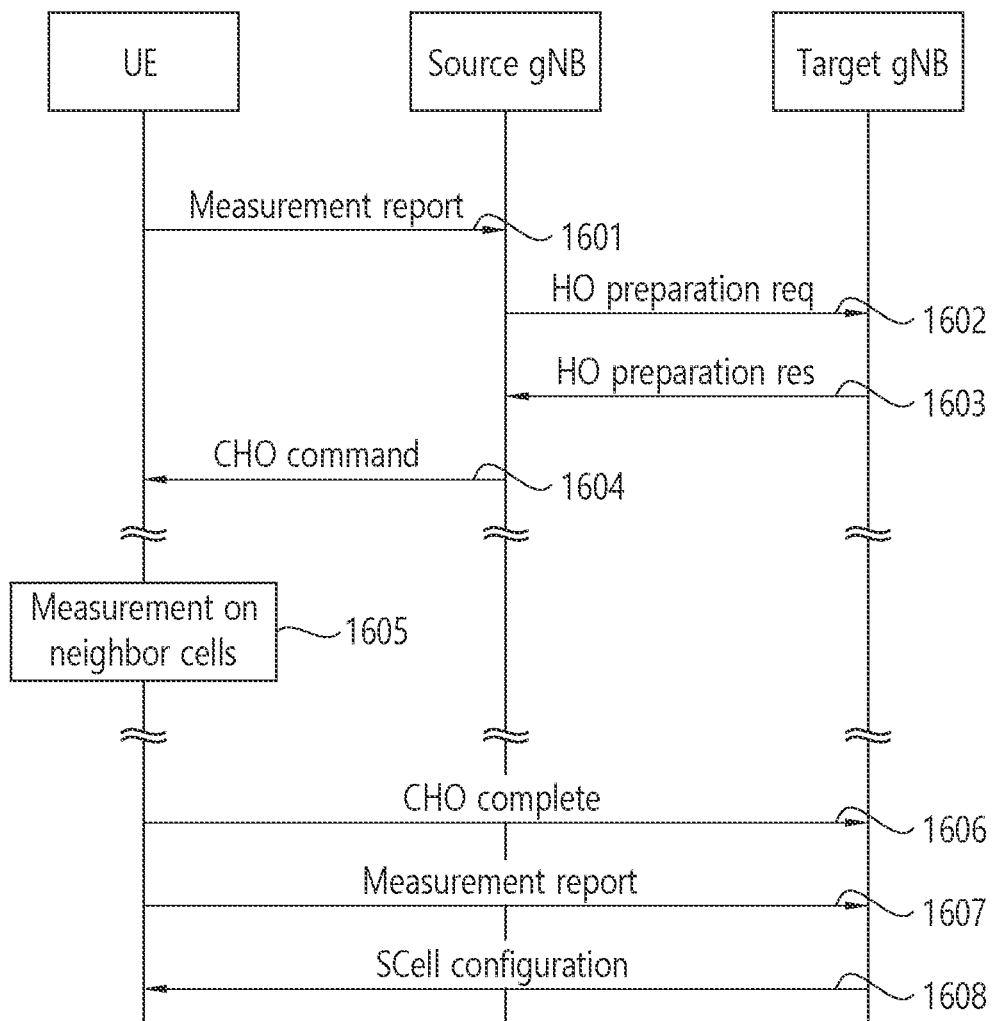 UE
Source gNB
Target gNB
Measurement report
1601
HO preparation req
1602
HO preparation res
1603
CHO command
1604
Measurement on
neighbor cells
1605
CHO complete
1606
Measurement report
1607
SCell configuration
1608